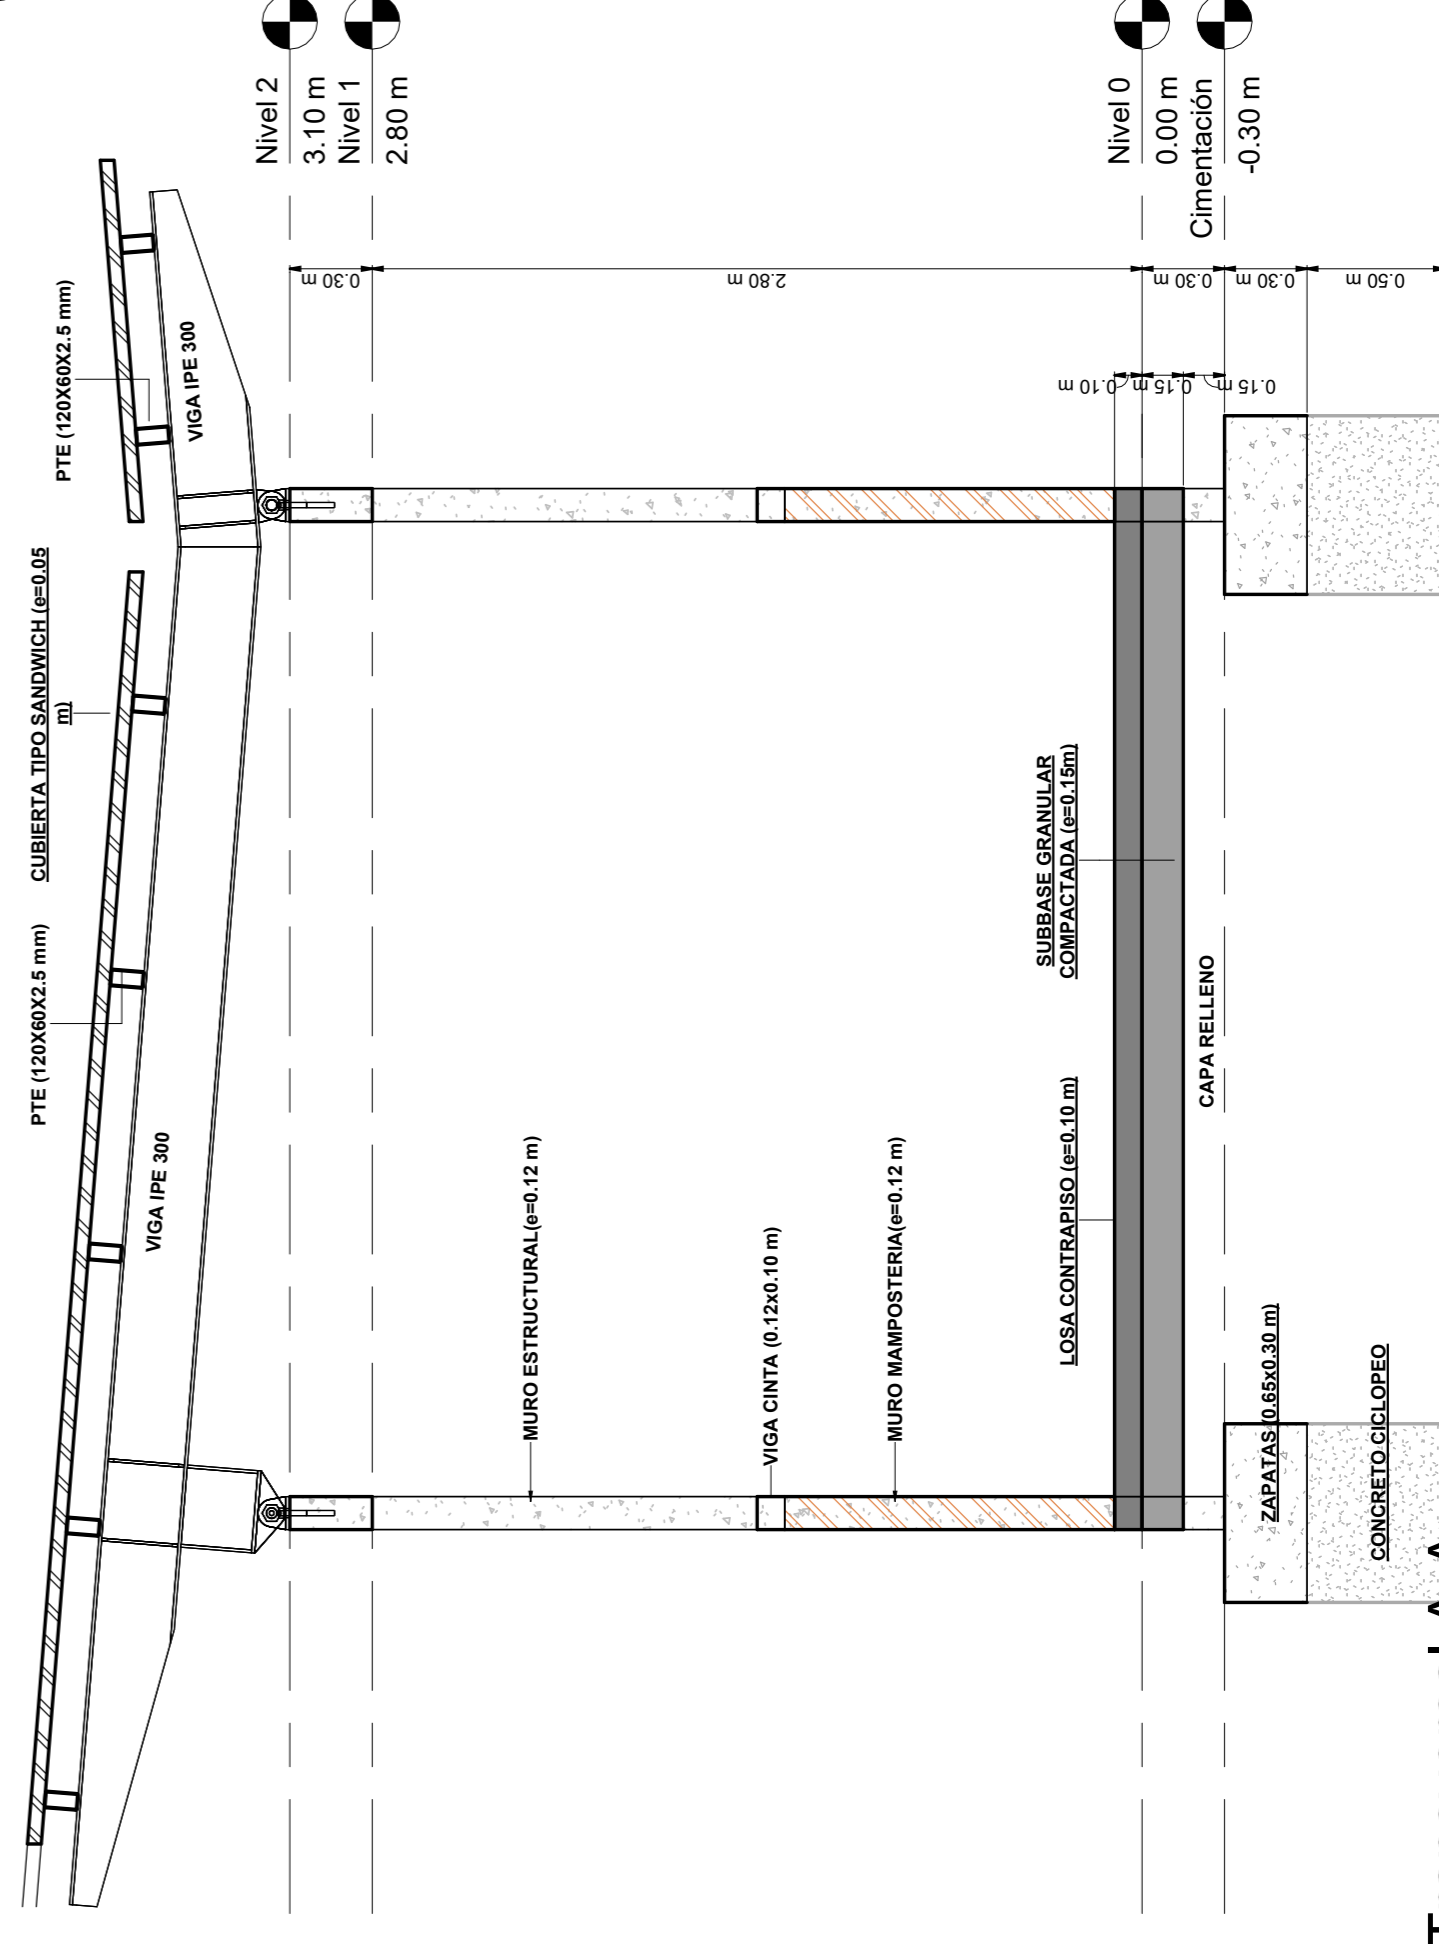 Nivel 2
3.10 m
Nivel 1
2.80 m
Nivel 0
0.00 m
Cimentación
-0.30 m
PTE (120X60X2.5 mm)
VIGA IPE 300
CUBIERTA TIPO SANDWICH (e=0.05
m)
PTE (120X60X2.5 mm)
VIGA IPE 300
0.30 m
2.80 m
0.30 m
0.30 m
0.50 m
0.10 m
0.15 m
0.15 m
MURO ESTRUCTURAL(e=0.12 m)
VIGA CINTA (0.12x0.10 m)
MURO MAMPOSTERIA(e=0.12 m)
SUBBASE GRANULAR
COMPACTADA (e=0.15m)
LOSA CONTRAPISO (e=0.10 m)
CAPA RELLENO
ZAPATAS (0.65x0.30 m)
CONCRETO CICLOPEO